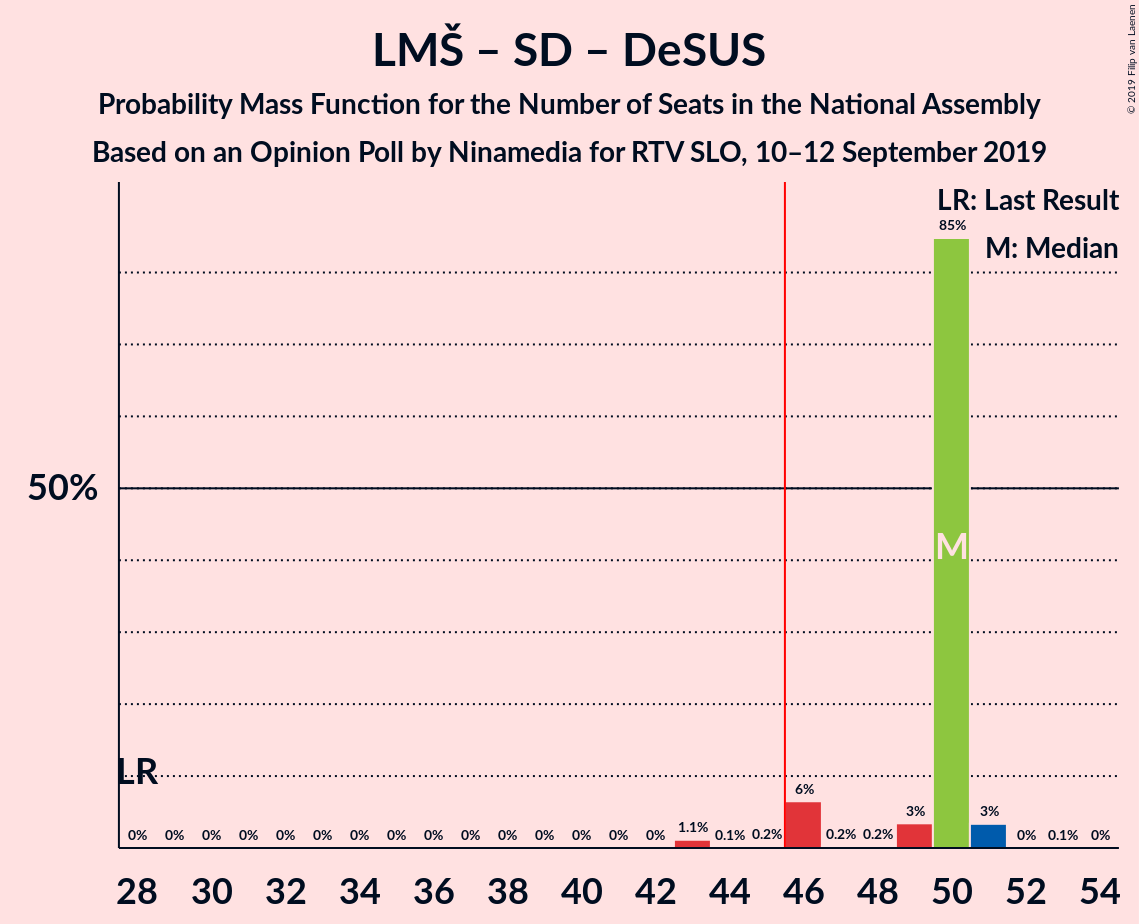 LMŠ – SD – DeSUS
Probability Mass Function for the Number of Seats in the National Assembly
Based on an Opinion Poll by Ninamedia for RTV SLO, 10–12 September 2019
© 2019 Filip van Laenen
LR: Last Result
M: Median
85%
50%
M
LR
0% 0% 0% 0% 0% 0% 0% 0% 0% 0% 0% 0% 0% 0% 0% 1.1% 0.1% 0.2% 6% 0.2% 0.2% 3% 3% 0% 0.1% 0%
28 30 32 34 36 38 40 42 44 46 48 50 52 54